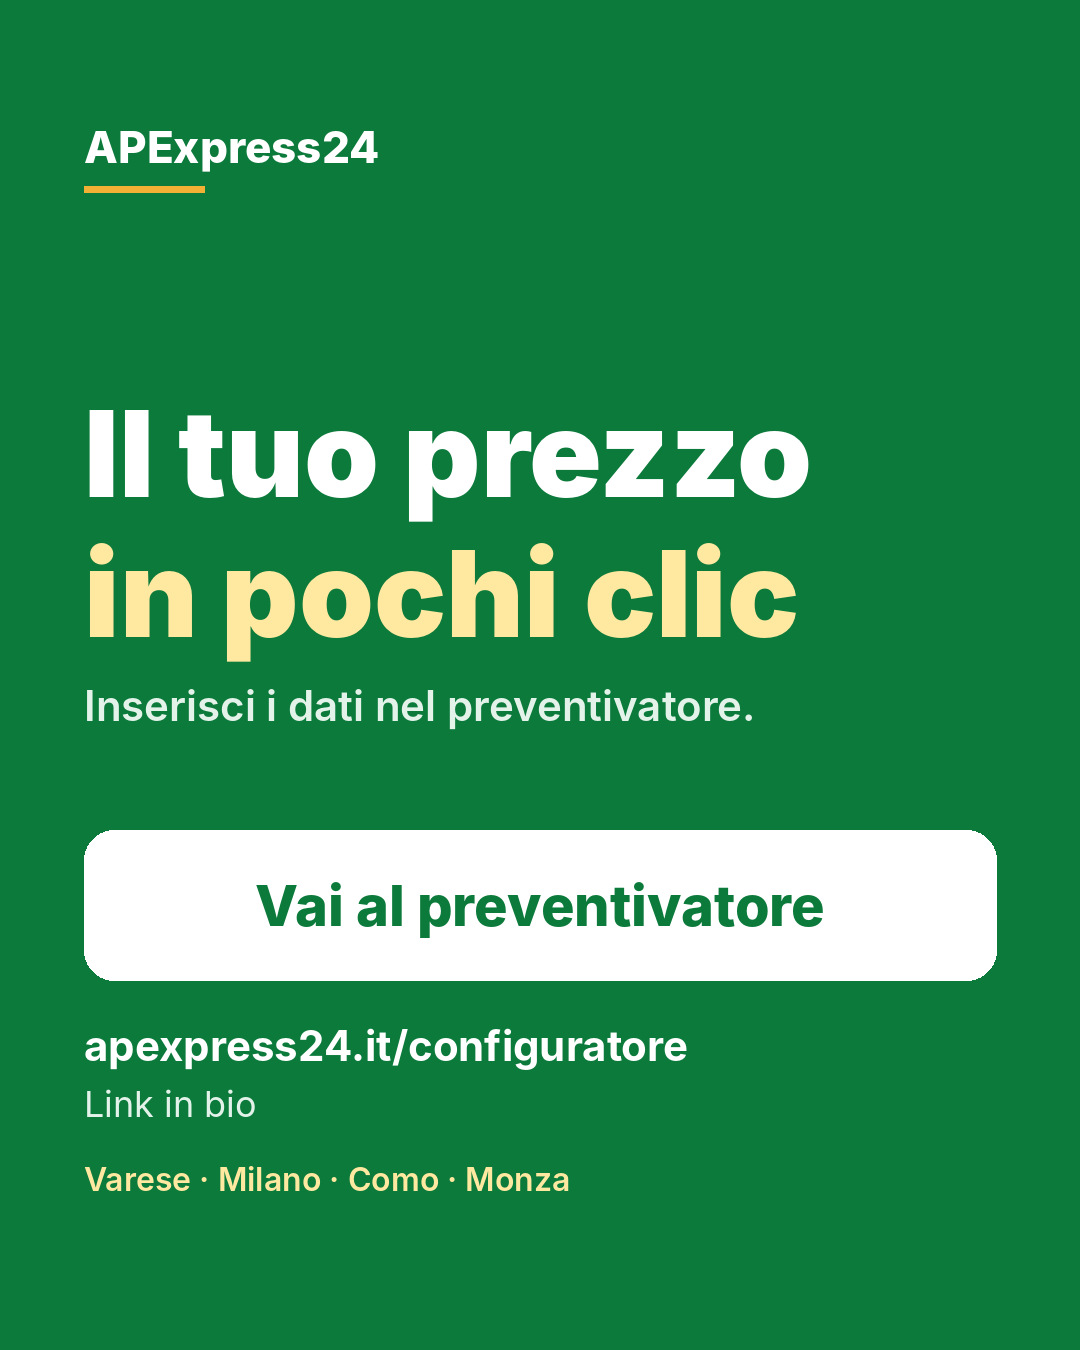 APExpress24
Il tuo prezzo
in pochi clic
Inserisci i dati nel preventivatore.
Vai al preventivatore
apexpress24.it/configuratore
Link in bio
Varese · Milano · Como · Monza